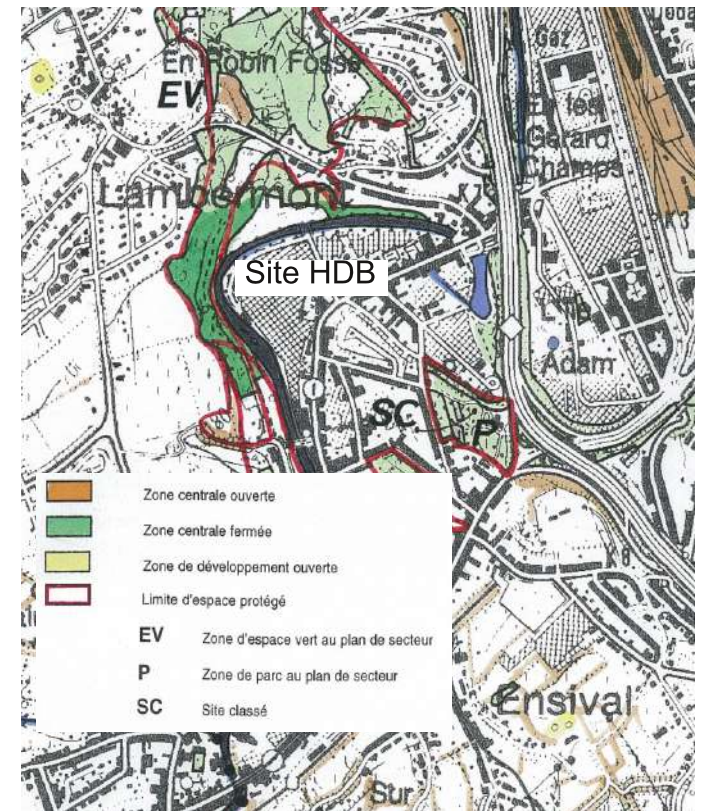 Gaz
En Robin Fosse
EV
En les
Gérard
Champs
Lambermont
Site HDB
Adam
SC
P
Zone centrale ouverte
Zone centrale fermée
Zone de développement ouverte
Limite d'espace protégé
EV Zone d'espace vert au plan de secteur
P Zone de parc au plan de secteur
SC Site classé
Ensival
Sur